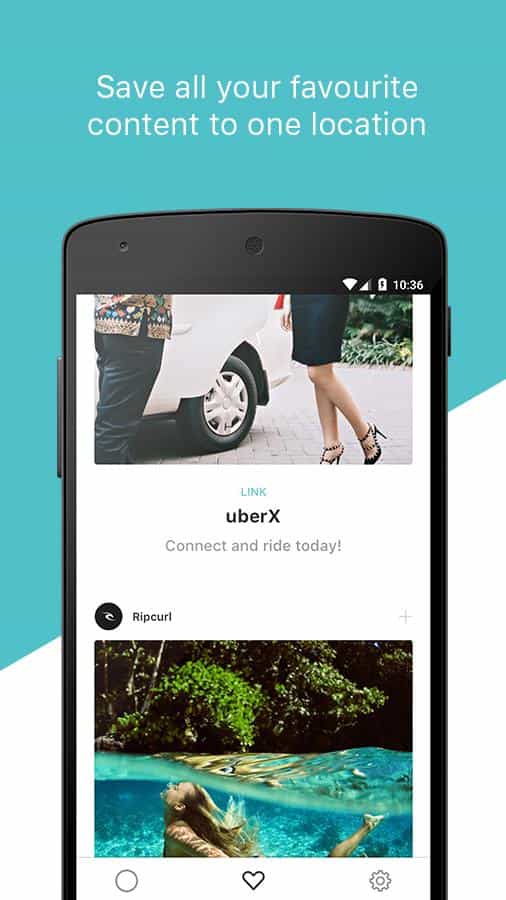 Save all your favourite
content to one location
10:36
LINK
uberX
Connect and ride today!
Ripcurl